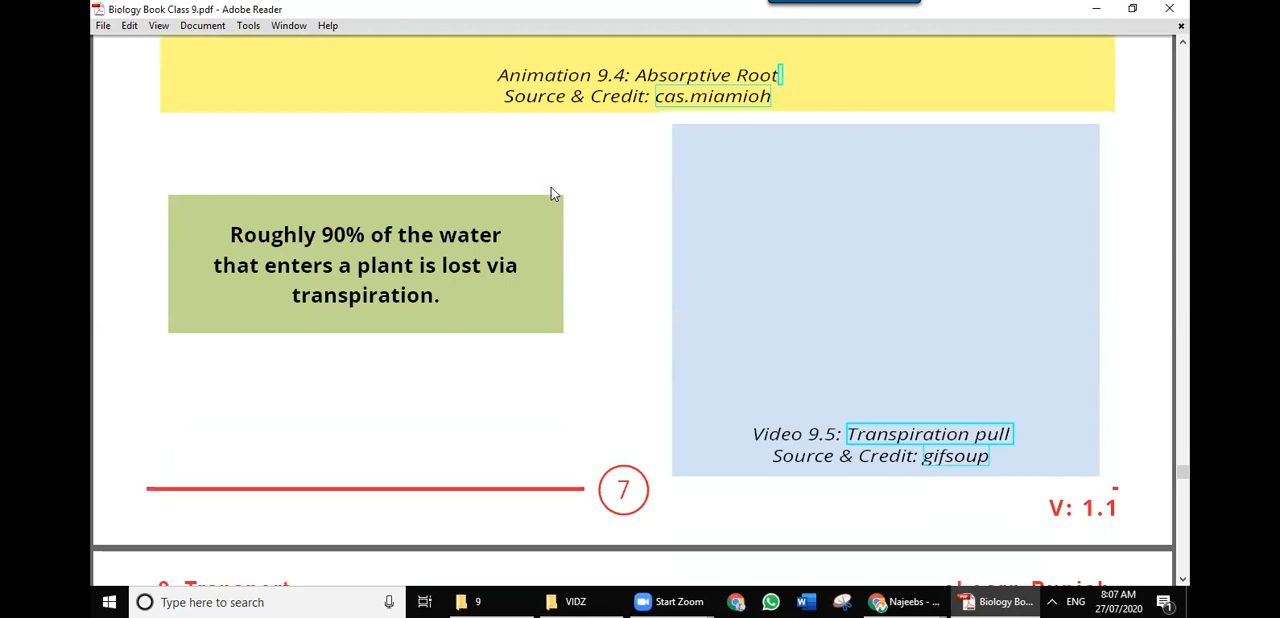 Biology Book Class 9.pdf - Adobe Reader
File Edit View Document Tools Window Help
Animation 9.4: Absorptive Root
Source & Credit: cas.miamioh
Roughly 90% of the water
that enters a plant is lost via
transpiration.
Video 9.5: Transpiration pull
Source & Credit: gifsoup
7
V: 1.1
Type here to search
9
VIDZ
Start Zoom
Najeebs - ...
Biology Bo...
ENG
8:07 AM
27/07/2020